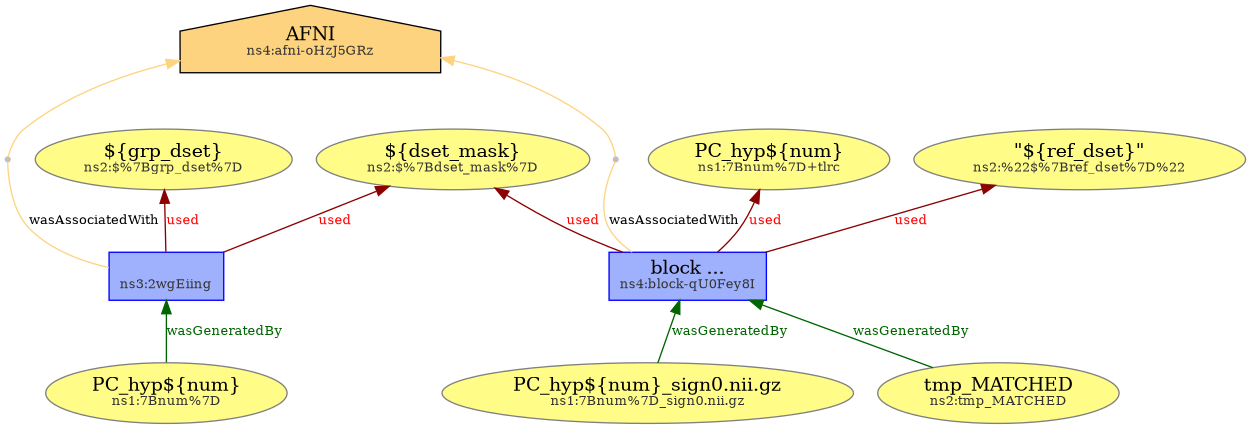 AFNI
ns4:afni-oHzJ5GRz
${grp_dset}
ns2:$%7Bgrp_dset%7D
${dset_mask}
ns2:$%7Bdset_mask%7D
PC_hyp${num}
ns1:7Bnum%7D+tlrc
"${ref_dset}"
ns2:%22$%7Bref_dset%7D%22
wasAssociatedWith
used
used
used
wasAssociatedWith
used
used
ns3:2wgEiing
block ...
ns4:block-qU0Fey8I
wasGeneratedBy
wasGeneratedBy
wasGeneratedBy
PC_hyp${num}
ns1:7Bnum%7D
PC_hyp${num}_sign0.nii.gz
ns1:7Bnum%7D_sign0.nii.gz
tmp_MATCHED
ns2:tmp_MATCHED